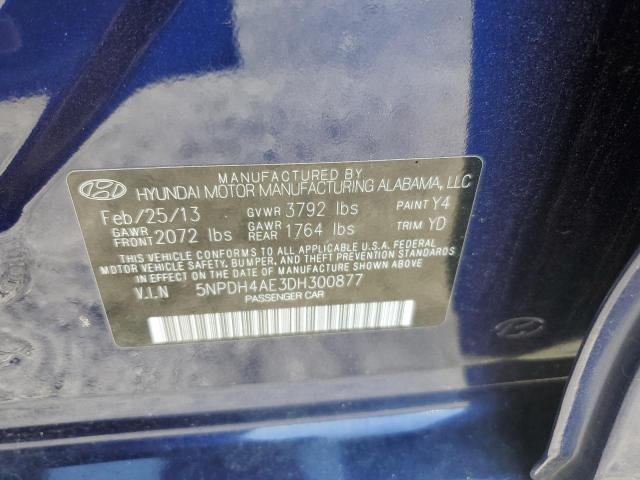 MANUFACTURED BY
HYUNDAI MOTOR MANUFACTURING ALABAMA, LLC
Feb/25/13 GVWR 3792 lbs PAINT Y4
GAWR FRONT 2072 lbs GAWR REAR 1764 lbs TRIM YD
THIS VEHICLE CONFORMS TO ALL APPLICABLE U.S.A. FEDERAL
MOTOR VEHICLE SAFETY, BUMPER, AND THEFT PREVENTION STANDARDS
IN EFFECT ON THE DATE OF MANUFACTURE SHOWN ABOVE.
V.I.N 5NPDH4AE3DH300877
PASSENGER CAR